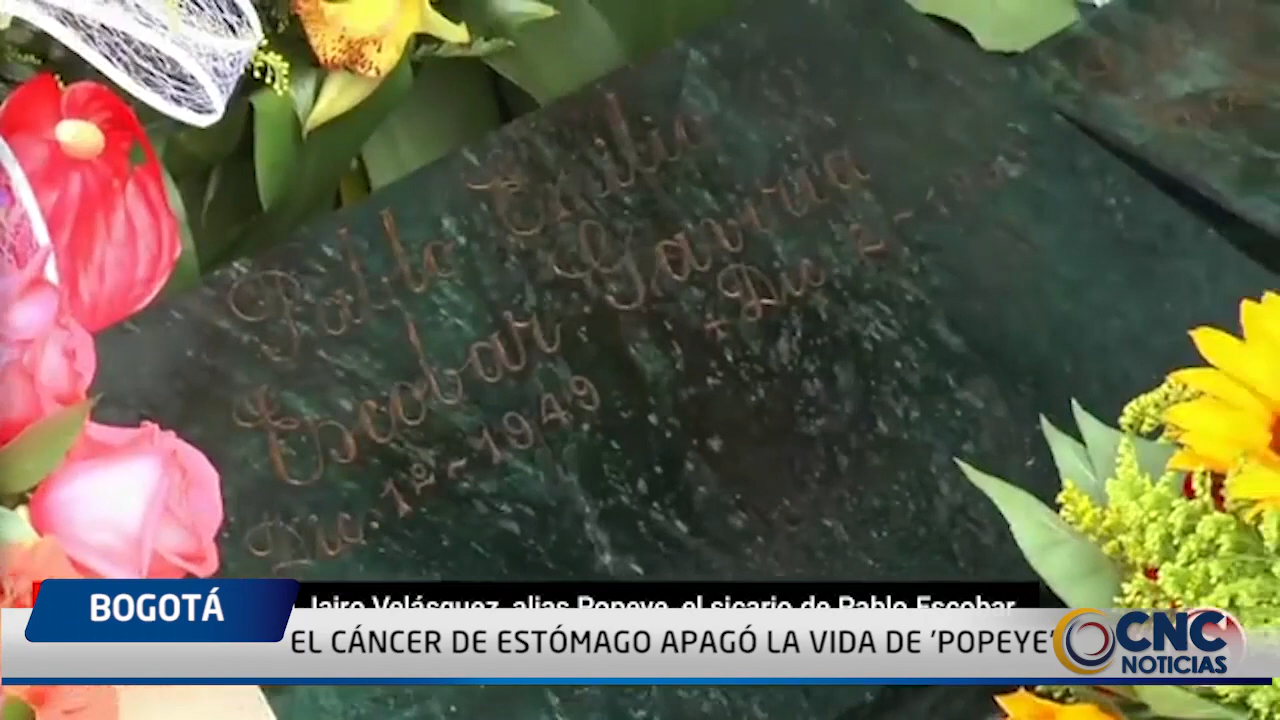 Pablo Emilio
Escobar Gaviria
Dic. 1º - 1949 + Dic 2 -
BOGOTÁ
Jairo Velásquez, alias Popeye, el sicario de Pablo Escobar
EL CÁNCER DE ESTÓMAGO APAGÓ LA VIDA DE 'POPEYE'
CNC
NOTICIAS